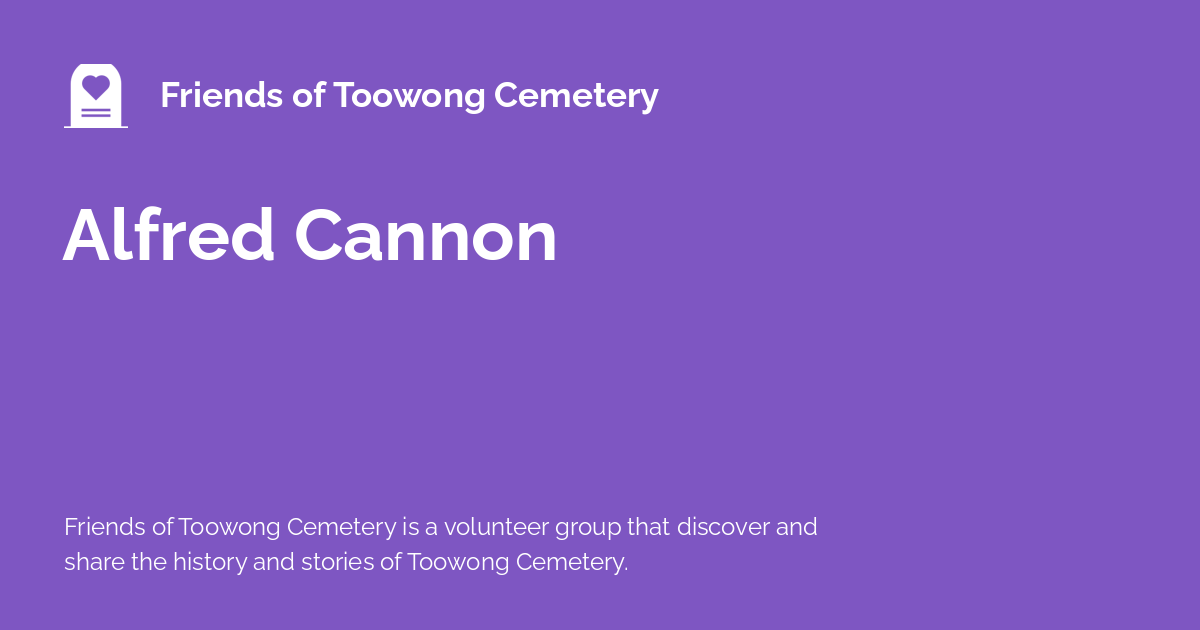 Friends of Toowong Cemetery
Alfred Cannon
Friends of Toowong Cemetery is a volunteer group that discover and
share the history and stories of Toowong Cemetery.